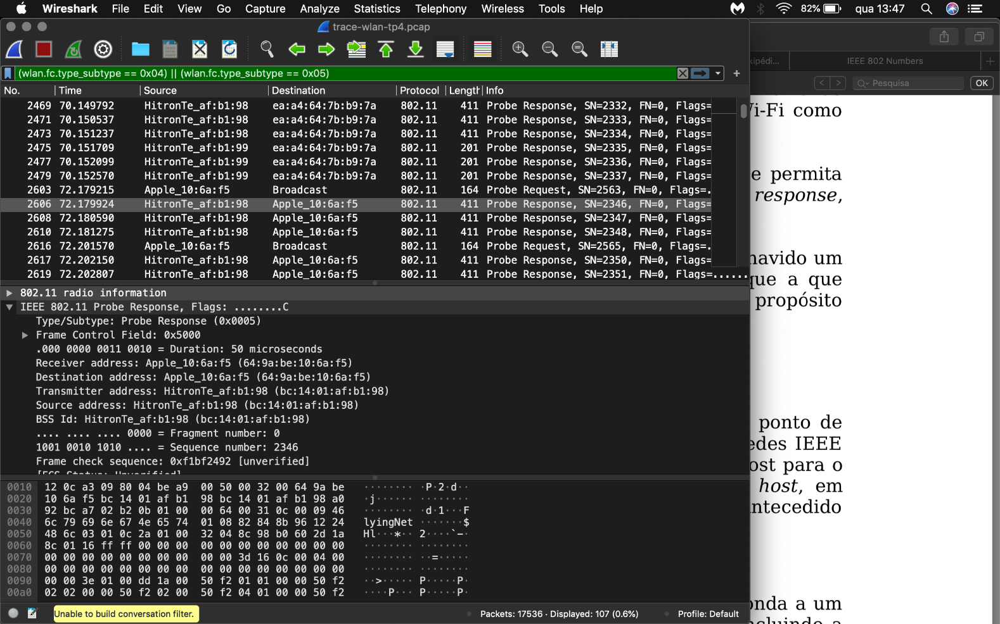 Wireshark File Edit View Go Capture Analyze Statistics Telephony Wireless Tools Help 82% qua 13:47
trace-wlan-tp4.pcap
(wlan.fc.type_subtype == 0x04) || (wlan.fc.type_subtype == 0x05)
No. Time Source Destination Protocol Length Info
2469 70.149792 HitronTe_af:b1:98 ea:a4:64:7b:b9:7a 802.11 411 Probe Response, SN=2332, FN=0, Flags=
2471 70.150537 HitronTe_af:b1:98 ea:a4:64:7b:b9:7a 802.11 411 Probe Response, SN=2333, FN=0, Flags=
2473 70.151237 HitronTe_af:b1:98 ea:a4:64:7b:b9:7a 802.11 411 Probe Response, SN=2334, FN=0, Flags=
2475 70.151709 HitronTe_af:b1:99 ea:a4:64:7b:b9:7a 802.11 201 Probe Response, SN=2335, FN=0, Flags=
2477 70.152099 HitronTe_af:b1:99 ea:a4:64:7b:b9:7a 802.11 201 Probe Response, SN=2336, FN=0, Flags=
2479 70.152570 HitronTe_af:b1:99 ea:a4:64:7b:b9:7a 802.11 201 Probe Response, SN=2337, FN=0, Flags=
2603 72.179215 Apple_10:6a:f5 Broadcast 802.11 164 Probe Request, SN=2563, FN=0, Flags=.
2606 72.179924 HitronTe_af:b1:98 Apple_10:6a:f5 802.11 411 Probe Response, SN=2346, FN=0, Flags=
2608 72.180590 HitronTe_af:b1:98 Apple_10:6a:f5 802.11 411 Probe Response, SN=2347, FN=0, Flags=
2610 72.181275 HitronTe_af:b1:98 Apple_10:6a:f5 802.11 411 Probe Response, SN=2348, FN=0, Flags=
2616 72.201570 Apple_10:6a:f5 Broadcast 802.11 164 Probe Request, SN=2565, FN=0, Flags=.
2617 72.202150 HitronTe_af:b1:98 Apple_10:6a:f5 802.11 411 Probe Response, SN=2350, FN=0, Flags=
2619 72.202807 HitronTe_af:b1:98 Apple_10:6a:f5 802.11 411 Probe Response, SN=2351, FN=0, Flags=......
802.11 radio information
IEEE 802.11 Probe Response, Flags: ........C
Type/Subtype: Probe Response (0x0005)
Frame Control Field: 0x5000
.000 0000 0011 0010 = Duration: 50 microseconds
Receiver address: Apple_10:6a:f5 (64:9a:be:10:6a:f5)
Destination address: Apple_10:6a:f5 (64:9a:be:10:6a:f5)
Transmitter address: HitronTe_af:b1:98 (bc:14:01:af:b1:98)
Source address: HitronTe_af:b1:98 (bc:14:01:af:b1:98)
BSS Id: HitronTe_af:b1:98 (bc:14:01:af:b1:98)
.... .... .... 0000 = Fragment number: 0
1001 0010 1010 .... = Sequence number: 2346
Frame check sequence: 0xf1bf2492 [unverified]
[FCS Status: Unverified]
0010 12 0c a3 09 80 04 be a9 00 50 00 32 00 64 9a be ········ ·P·2·d··
0020 10 6a f5 bc 14 01 af b1 98 bc 14 01 af b1 98 a0 ·j······ ········
0030 92 bc a7 02 b2 0b 01 00 00 64 00 31 0c 00 09 46 ········ ·d·1···F
0040 6c 79 69 6e 67 4e 65 74 01 08 82 84 8b 96 12 24 lyingNet ·······$
0050 48 6c 03 01 0c 2a 01 00 32 04 8c 98 b0 60 2d 1a Hl···*·· 2····`-·
0060 8c 01 16 ff ff 00 00 00 00 00 00 00 00 00 00 00 ········ ········
0070 00 00 00 00 00 00 00 00 00 00 3d 16 0c 00 04 00 ········ ··=·····
0080 00 00 00 00 00 00 00 00 00 00 00 00 00 00 00 00 ········ ········
0090 00 00 3e 01 00 dd 1a 00 50 f2 01 01 00 00 50 f2 ··>····· P·····P·
00a0 02 02 00 00 50 f2 02 00 50 f2 04 01 00 00 50 f2 ····P··· P·····P·
Unable to build conversation filter.
Packets: 17536 · Displayed: 107 (0.6%)
Profile: Default
kipédi...
IEEE 802 Numbers
Pesquisa
OK
i-Fi como
e permita
response,
havido um
que a que
propósito
ponto de
edes IEEE
ost para o
host, em
ntecedido
onda a um